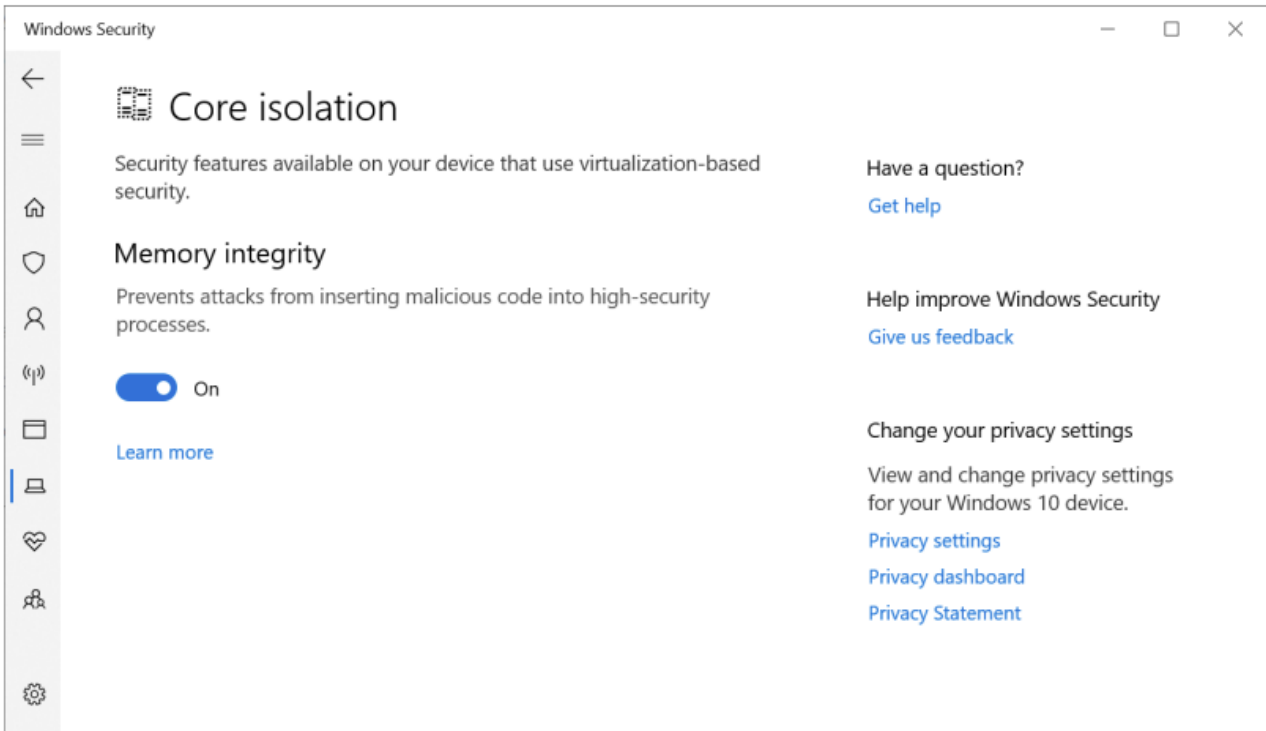 Windows Security
Core isolation
Security features available on your device that use virtualization-based
security.
Memory integrity
Prevents attacks from inserting malicious code into high-security
processes.
On
Learn more
Have a question?
Get help
Help improve Windows Security
Give us feedback
Change your privacy settings
View and change privacy settings
for your Windows 10 device.
Privacy settings
Privacy dashboard
Privacy Statement